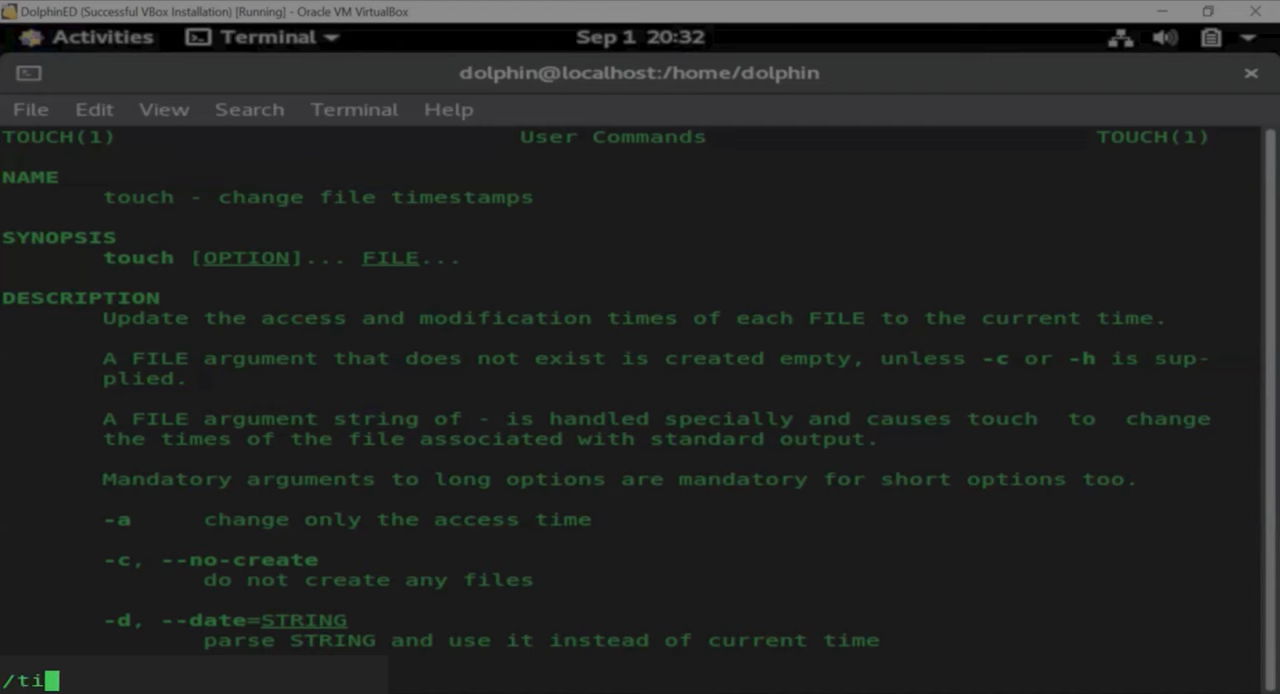 DolphinED (Successful VBox Installation) [Running] - Oracle VM VirtualBox
Activities Terminal Sep 1 20:32
dolphin@localhost:/home/dolphin
File Edit View Search Terminal Help
TOUCH(1) User Commands TOUCH(1)
NAME
touch - change file timestamps
SYNOPSIS
touch [OPTION]... FILE...
DESCRIPTION
Update the access and modification times of each FILE to the current time.
A FILE argument that does not exist is created empty, unless -c or -h is sup-
plied.
A FILE argument string of - is handled specially and causes touch to change
the times of the file associated with standard output.
Mandatory arguments to long options are mandatory for short options too.
-a change only the access time
-c, --no-create
do not create any files
-d, --date=STRING
parse STRING and use it instead of current time
/ti